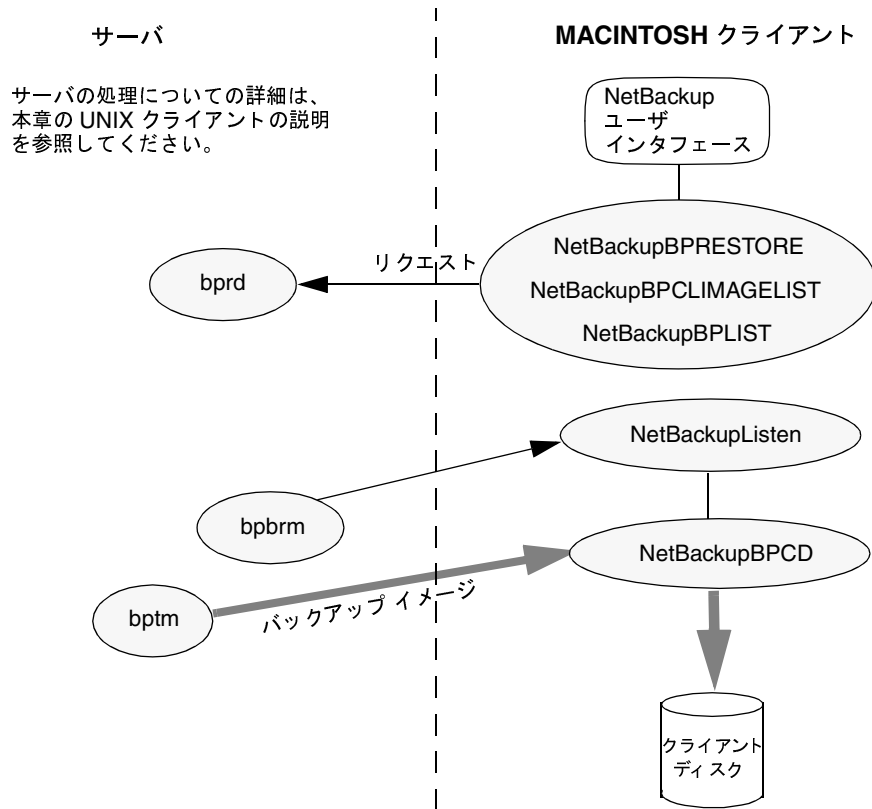 サーバ
MACINTOSH クライアント
サーバの処理についての詳細は、
本章の UNIX クライアントの説明
を参照してください。
NetBackup
ユーザ
インタフェース
リクエスト
bprd
NetBackupBPRESTORE
NetBackupBPCLIMAGELIST
NetBackupBPLIST
NetBackupListen
bpbrm
NetBackupBPCD
bptm
バックアップ イメージ
クライアント
ディスク